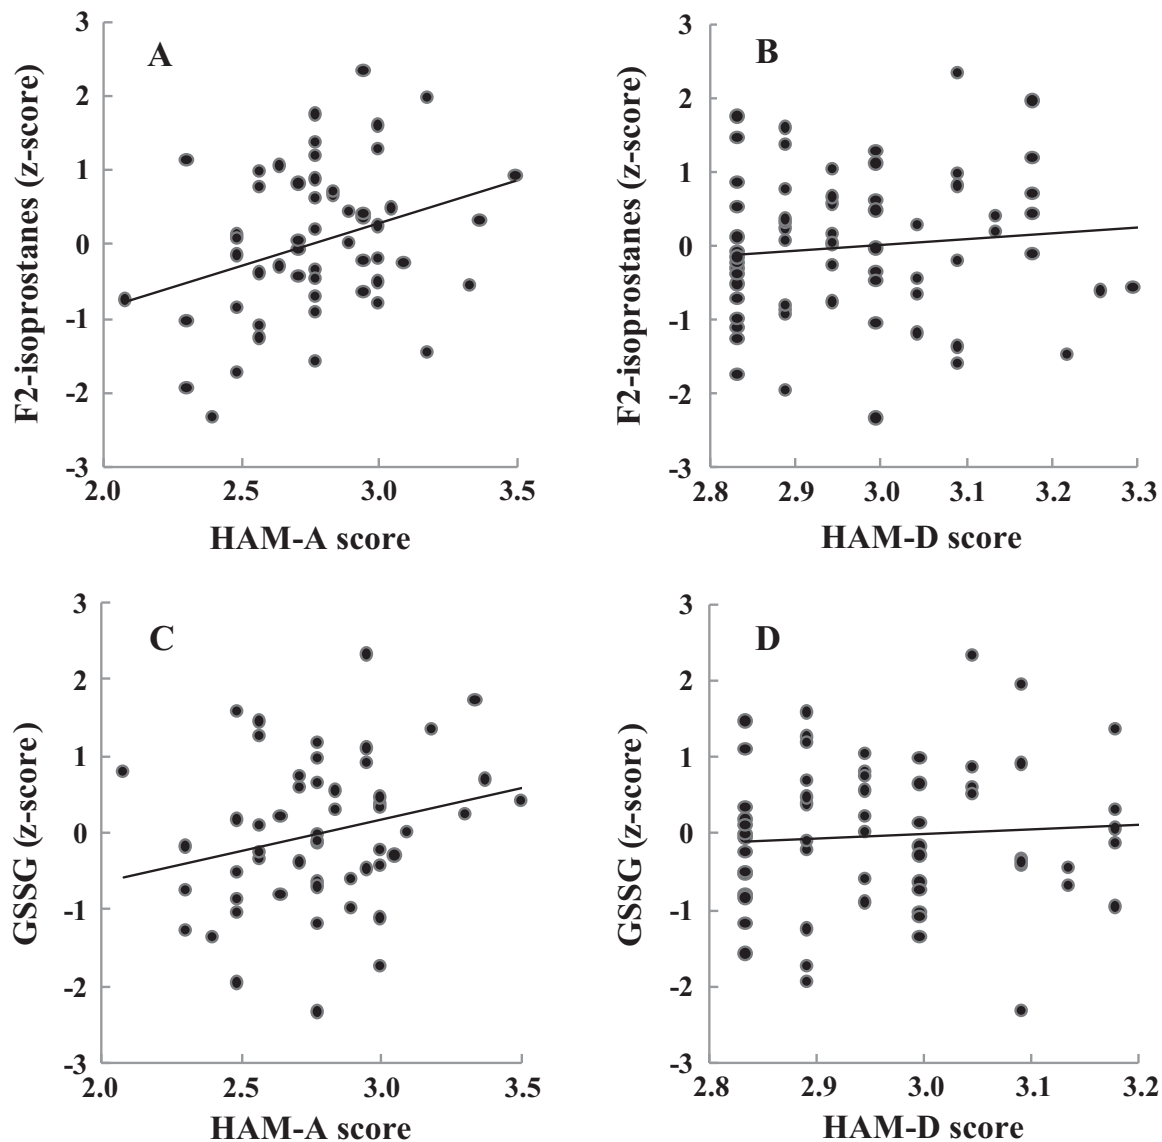 A
F2-isoprostanes (z-score)
3
2
1
0
-1
-2
-3
2.0 2.5 3.0 3.5
HAM-A score
B
F2-isoprostanes (z-score)
3
2
1
0
-1
-2
-3
2.8 2.9 3.0 3.1 3.2 3.3
HAM-D score
C
GSSG (z-score)
3
2
1
0
-1
-2
-3
2.0 2.5 3.0 3.5
HAM-A score
D
GSSG (z-score)
3
2
1
0
-1
-2
-3
2.8 2.9 3.0 3.1 3.2
HAM-D score